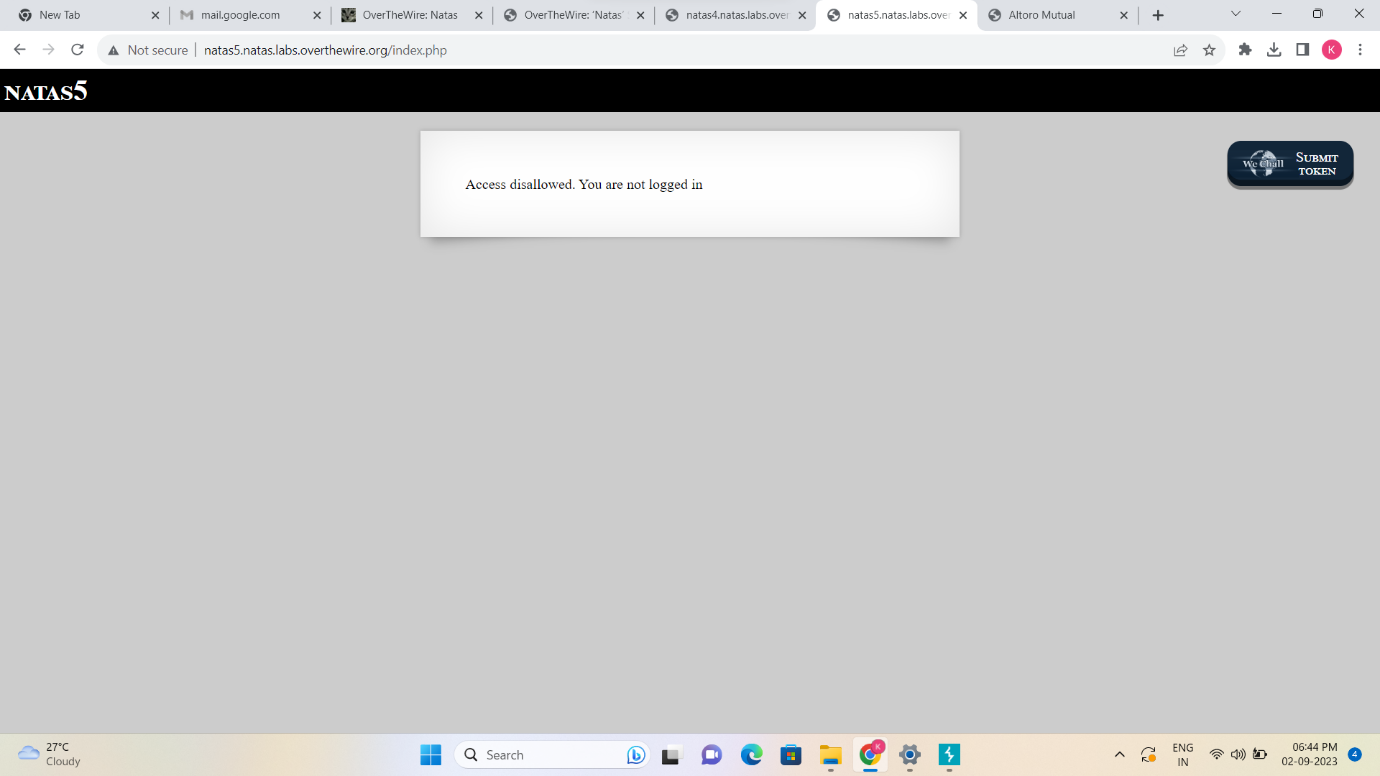 New Tab
mail.google.com
OverTheWire: Natas
OverTheWire: 'Natas'
natas4.natas.labs.over
natas5.natas.labs.over
Altoro Mutual
Not secure
natas5.natas.labs.overthewire.org/index.php
K
NATAS5
Access disallowed. You are not logged in
We Chall
SUBMIT
TOKEN
27°C
Cloudy
Search
K
ENG
IN
06:44 PM
02-09-2023
4